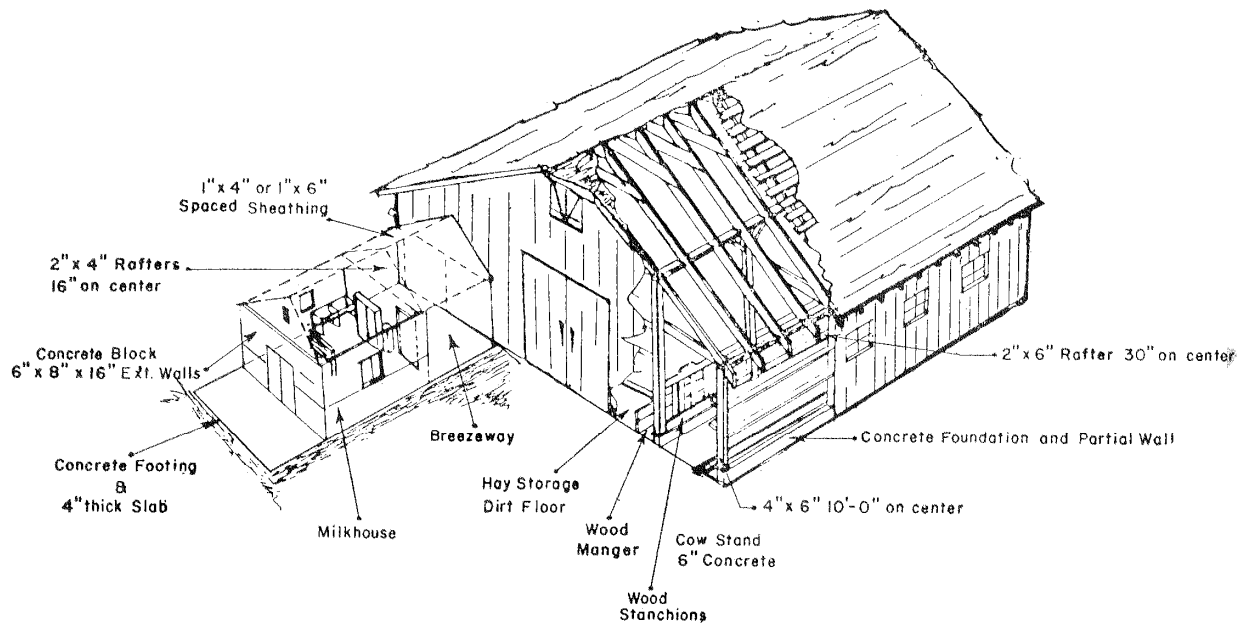 1"x 4" or 1"x 6"
Spaced Sheathing
2"x 4" Rafters
16" on center
Concrete Block
6"x 8"x 16" Ext. Walls
Concrete Footing
&
4" thick Slab
Milkhouse
Breezeway
Hay Storage
Dirt Floor
Wood
Manger
Wood
Stanchions
Cow Stand
6" Concrete
4"x 6" 10'-0" on center
Concrete Foundation and Partial Wall
2"x 6" Rafter 30" on center